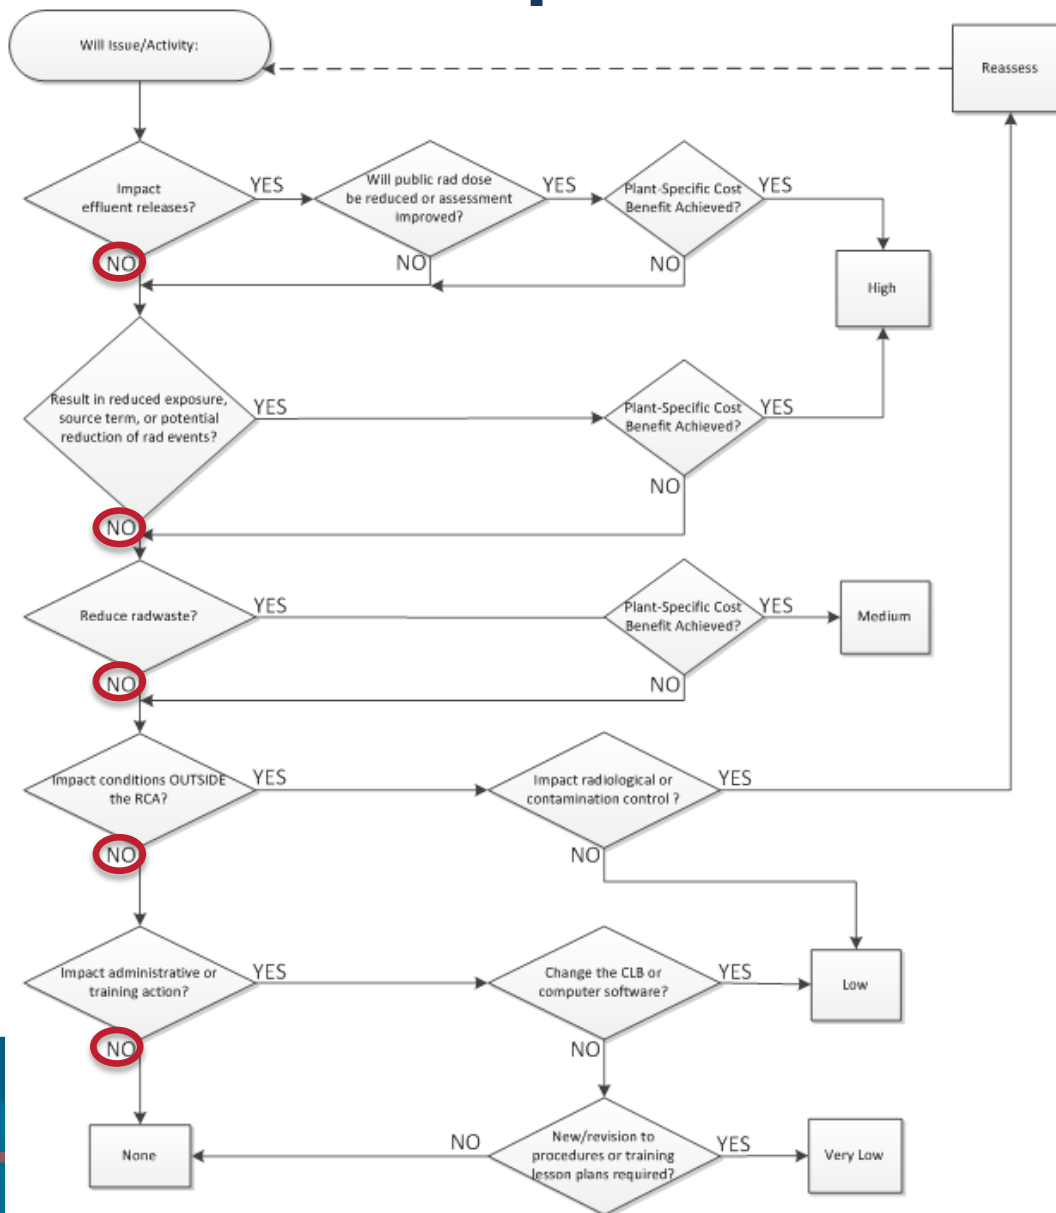 Will Issue/Activity:
Reassess
Impact
effluent releases?
YES
Will public rad dose
be reduced or assessment
improved?
YES
Plant-Specific Cost
Benefit Achieved?
YES
NO
NO
NO
High
Result in reduced exposure,
source term, or potential
reduction of rad events?
YES
Plant-Specific Cost
Benefit Achieved?
YES
NO
NO
Reduce radwaste?
YES
Plant-Specific Cost
Benefit Achieved?
YES
Medium
NO
NO
Impact conditions OUTSIDE
the RCA?
YES
Impact radiological or
contamination control ?
YES
NO
NO
Impact administrative or
training action?
YES
Change the CLB or
computer software?
YES
Low
NO
NO
None
NO
New/revision to
procedures or training
lesson plans required?
YES
Very Low